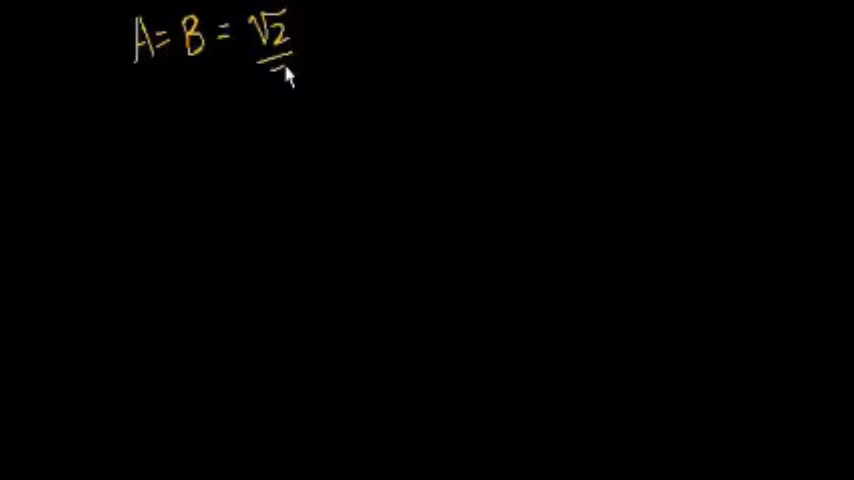 A = B = √2/